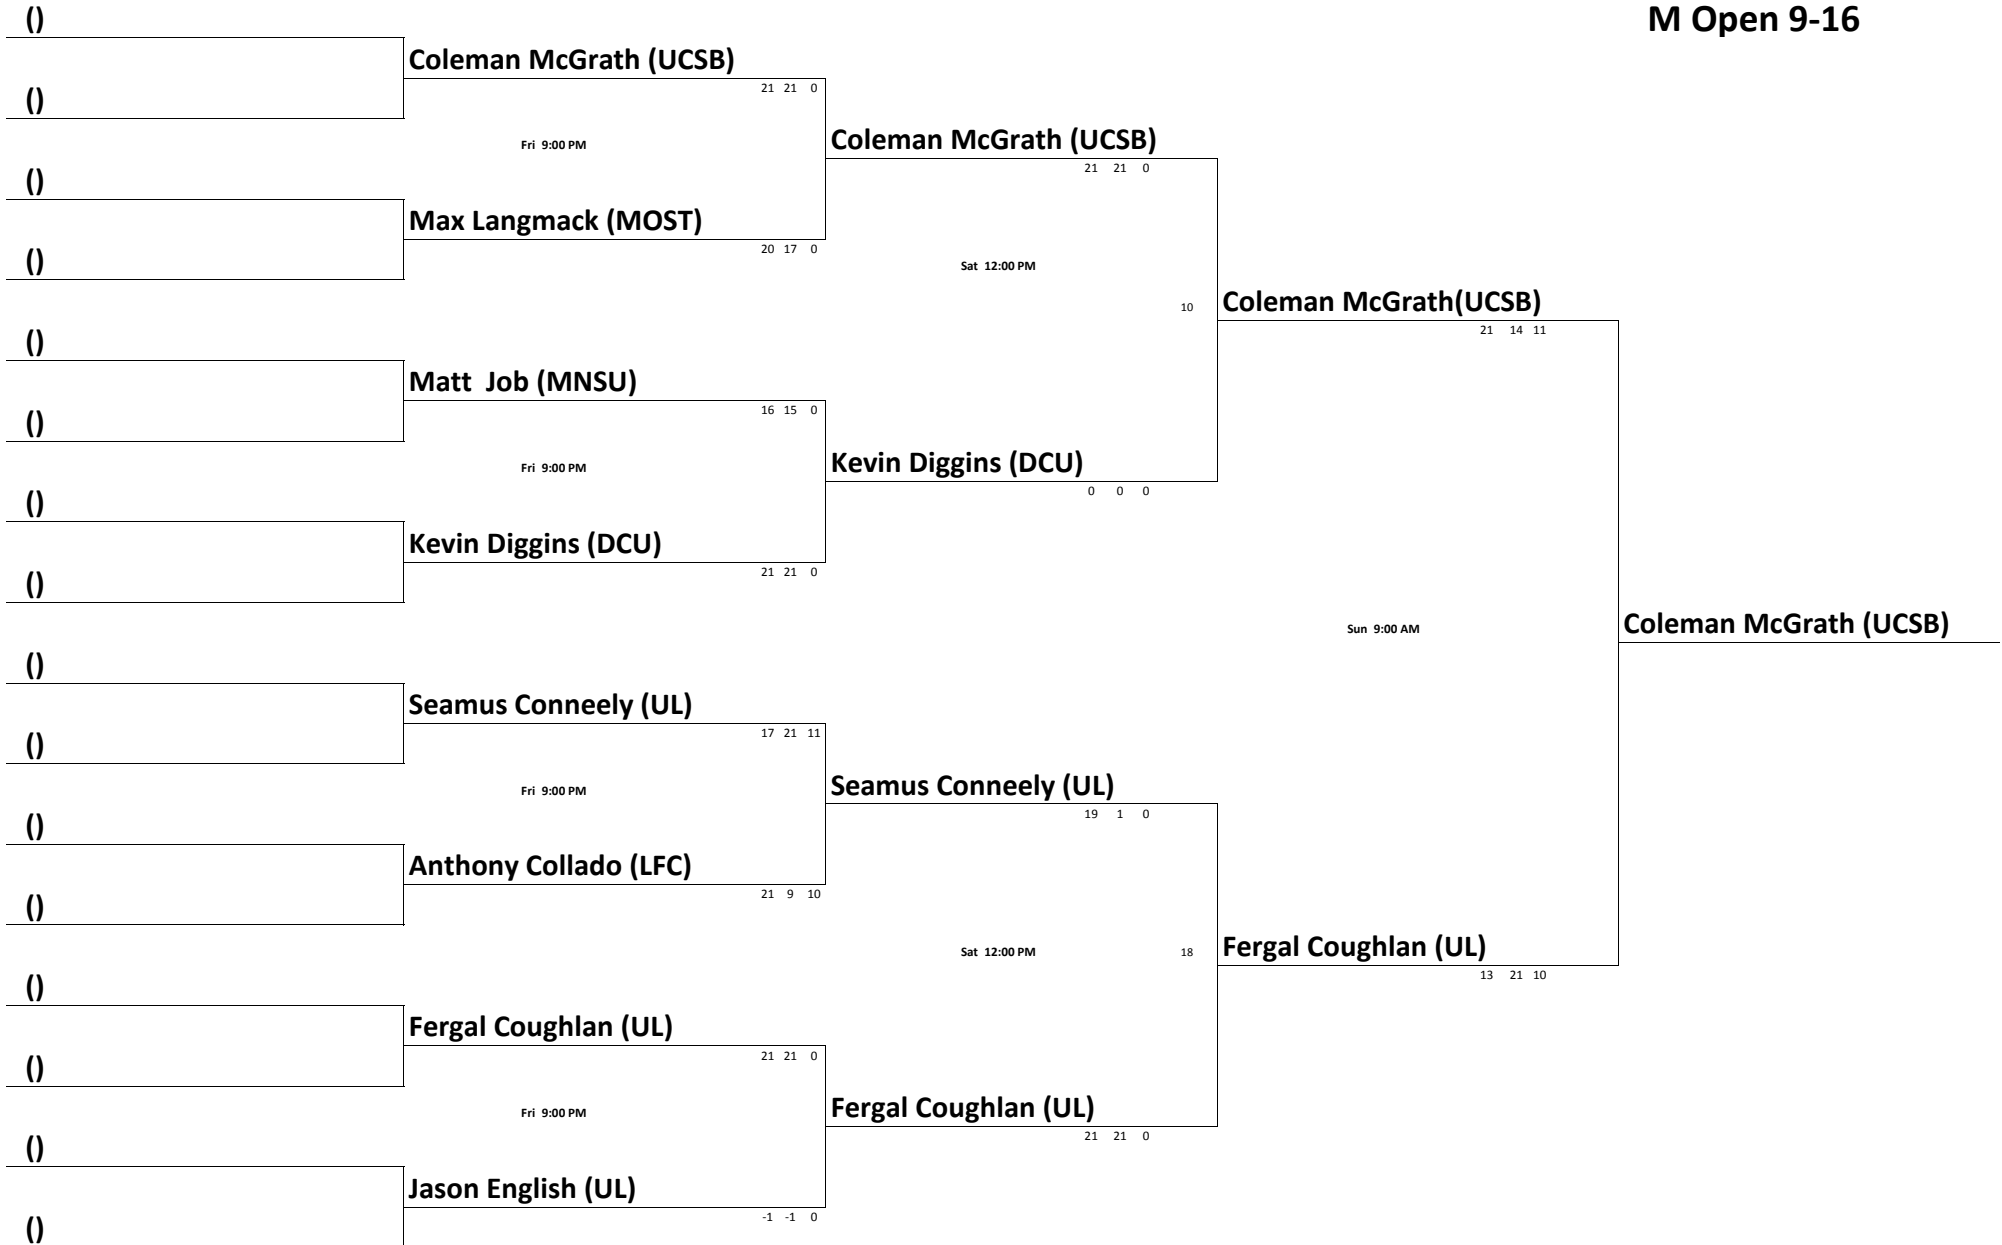 ()
M Open 9-16
Coleman McGrath (UCSB)
21 21 0
()
Fri 9:00 PM
Coleman McGrath (UCSB)
21 21 0
()
Max Langmack (MOST)
20 17 0
()
Sat 12:00 PM
10
Coleman McGrath(UCSB)
21 14 11
()
Matt Job (MNSU)
16 15 0
()
Fri 9:00 PM
Kevin Diggins (DCU)
0 0 0
()
Kevin Diggins (DCU)
21 21 0
()
Sun 9:00 AM
Coleman McGrath (UCSB)
()
Seamus Conneely (UL)
17 21 11
()
Fri 9:00 PM
Seamus Conneely (UL)
19 1 0
()
Anthony Collado (LFC)
21 9 10
()
Sat 12:00 PM
18
Fergal Coughlan (UL)
13 21 10
()
Fergal Coughlan (UL)
21 21 0
()
Fri 9:00 PM
Fergal Coughlan (UL)
21 21 0
()
Jason English (UL)
-1 -1 0
()